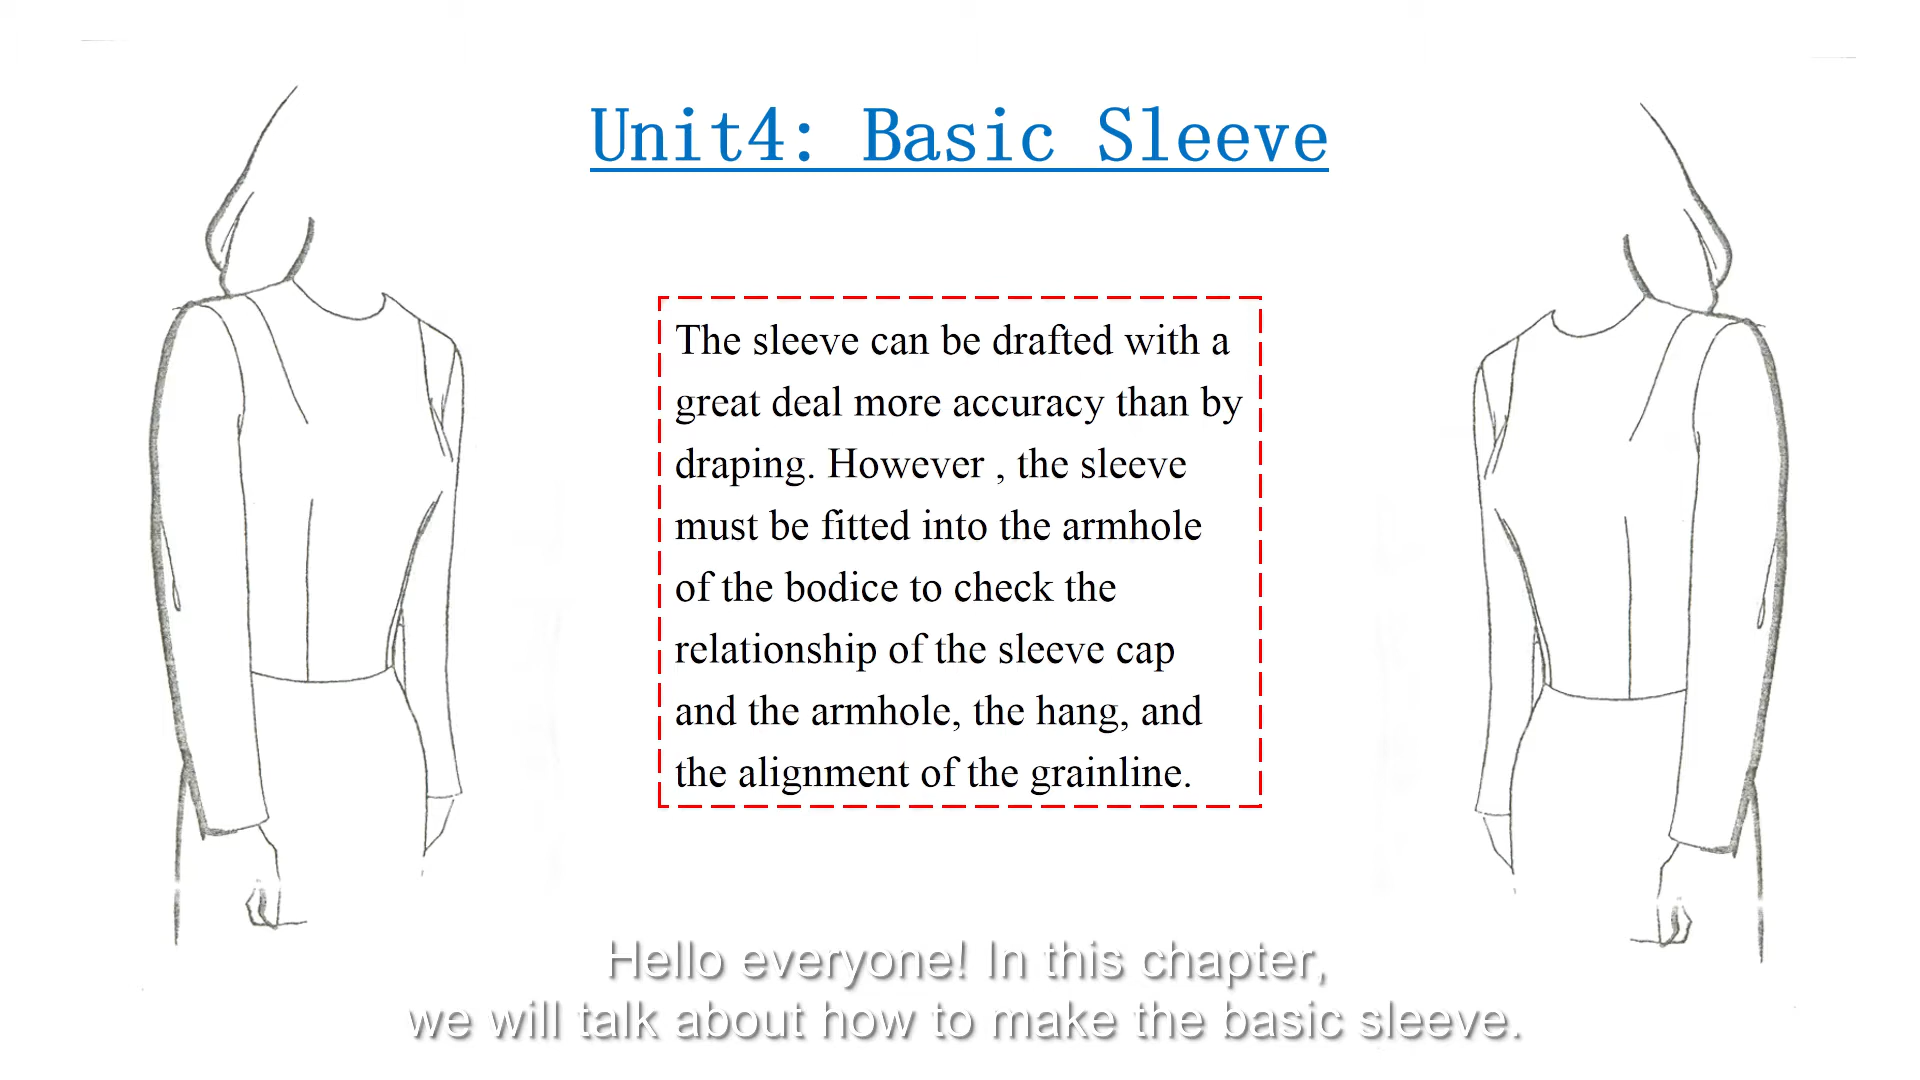 Unit4: Basic Sleeve
The sleeve can be drafted with a
great deal more accuracy than by
draping. However , the sleeve
must be fitted into the armhole
of the bodice to check the
relationship of the sleeve cap
and the armhole, the hang, and
the alignment of the grainline.
Hello everyone! In this chapter,
we will talk about how to make the basic sleeve.